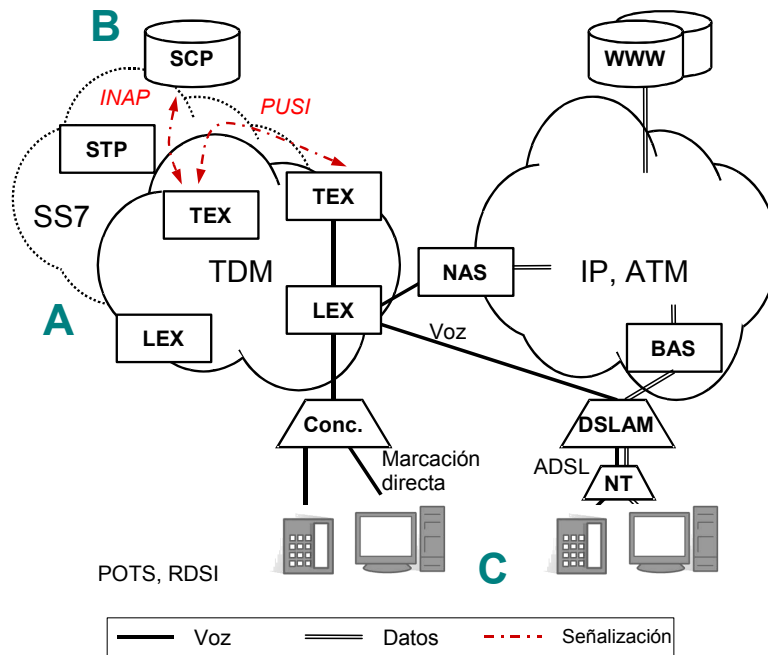 B
SCP
WWW
INAP
PUSI
STP
TEX
TEX
SS7
TDM
NAS
IP, ATM
A
LEX
LEX
Voz
BAS
Conc.
DSLAM
Marcación
directa
ADSL
NT
C
POTS, RDSI
Voz
Datos
Señalización